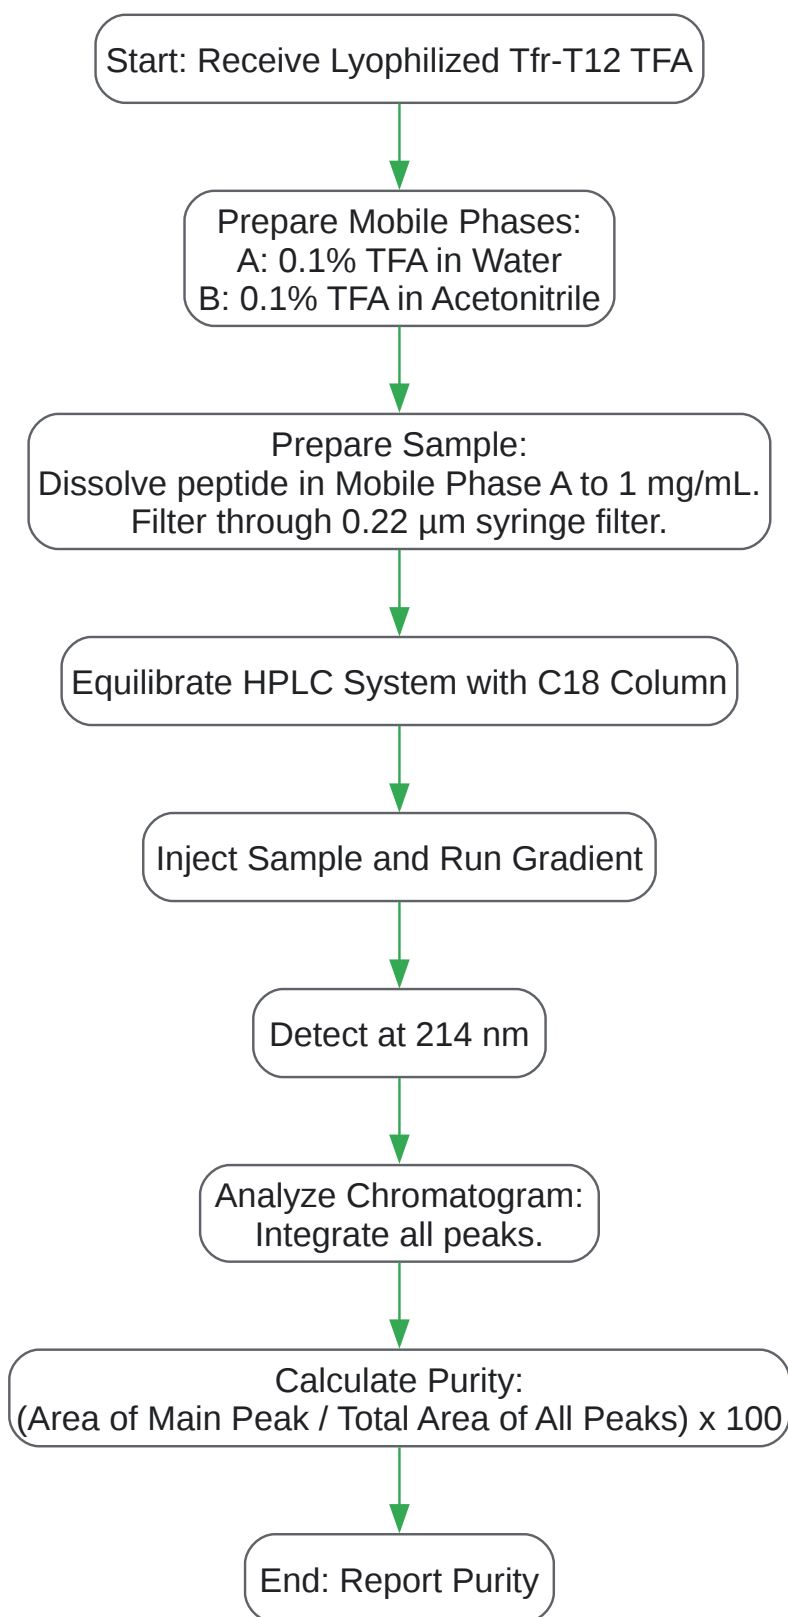 Start: Receive Lyophilized Tfr-T12 TFA
Prepare Mobile Phases:
A: 0.1% TFA in Water
B: 0.1% TFA in Acetonitrile
Prepare Sample:
Dissolve peptide in Mobile Phase A to 1 mg/mL.
Filter through 0.22 µm syringe filter.
Equilibrate HPLC System with C18 Column
Inject Sample and Run Gradient
Detect at 214 nm
Analyze Chromatogram:
Integrate all peaks.
Calculate Purity:
(Area of Main Peak / Total Area of All Peaks) x 100
End: Report Purity